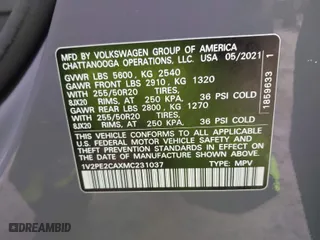 MFD BY VOLKSWAGEN GROUP OF AMERICA
CHATTANOOGA OPERATIONS, LLC. USA 05/2021
GVWR LBS 5600, KG 2540
GAWR FRONT LBS 2910, KG 1320
WITH 255/50R20 TIRES,
8JX20 RIMS, AT 250 KPA, 36 PSI COLD
GAWR REAR LBS 2800, KG 1270
WITH 255/50R20 TIRES,
8JX20 RIMS, AT 250 KPA, 36 PSI COLD
THIS VEHICLE CONFORMS TO ALL APPLICABLE
FEDERAL MOTOR VEHICLE SAFETY AND
THEFT PREVENTION STANDARDS IN EFFECT ON
THE DATE OF MANUFACTURE SHOWN ABOVE.
1V2PE2CAXMC231037 TYPE: MPV
1859633 1
DREAMBID